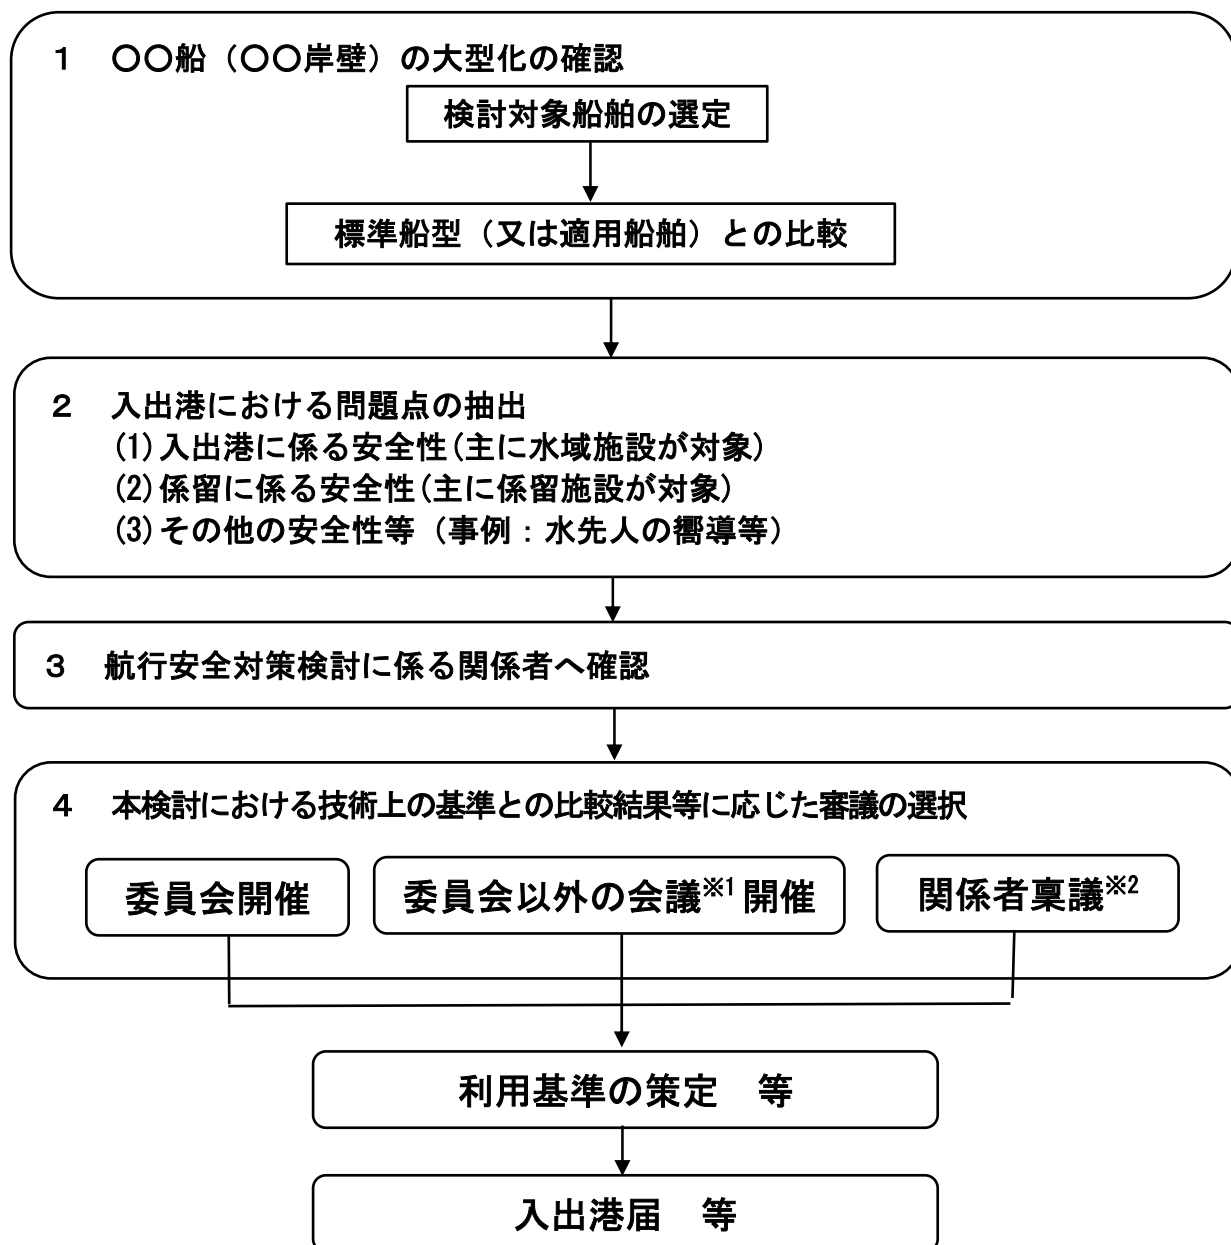 １　〇〇船（〇〇岸壁）の大型化の確認
検討対象船舶の選定
標準船型（又は適用船舶）との比較
２　入出港における問題点の抽出
(1)入出港に係る安全性(主に水域施設が対象)
(2)係留に係る安全性(主に係留施設が対象)
(3)その他の安全性等（事例：水先人の嚮導等）
３　航行安全対策検討に係る関係者へ確認
４　本検討における技術上の基準との比較結果等に応じた審議の選択
委員会開催
委員会以外の会議※1開催
関係者稟議※2
利用基準の策定　等
入出港届　等